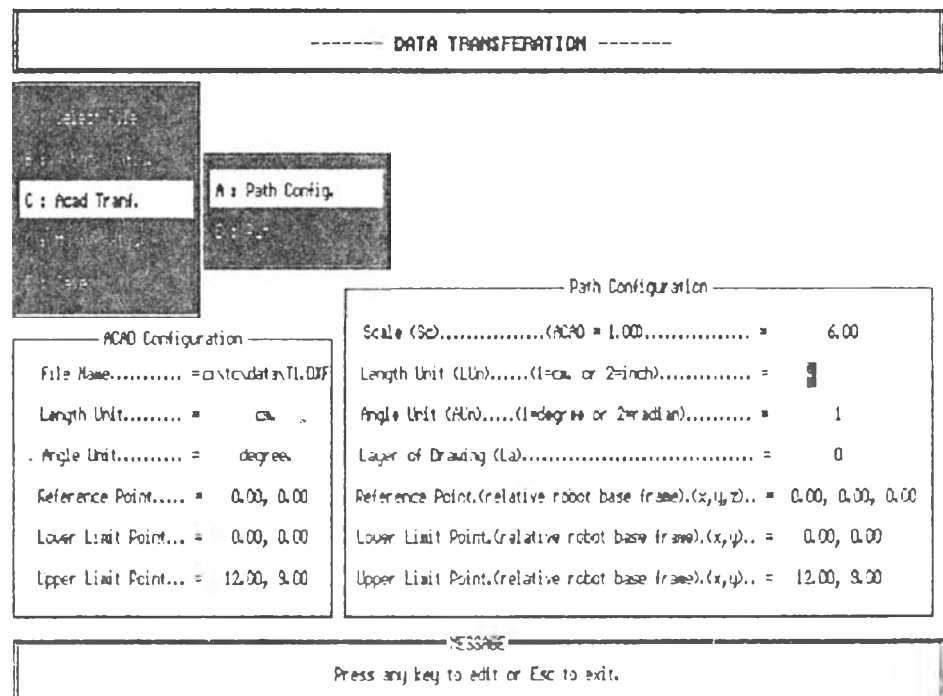 ------- DATA TRANSFERATION -------
: Select File
C : Acad Tranf.
A : Path Config.
Path Configuration
Scale (Sc)...............(ACAD = 1.00)................ = 6.00
Length Unit (LUn)......(1=cm. or 2=inch).............. =
Angle Unit (AUn).....(1=degree or 2=radian).......... = 1
Layer of Drawing (La).................................. = 0
Reference Point.(relative robot base frame).(x,y,z).. = 0.00, 0.00, 0.00
Lower Limit Point.(relative robot base frame).(x,y).. = 0.00, 0.00
Upper Limit Point.(relative robot base frame).(x,y).. = 12.00, 9.00
ACAD Configuration
File Name........... =c:\tc\data\T1.DXF
Length Unit......... = cm.
Angle Unit.......... = degree.
Reference Point..... = 0.00, 0.00
Lower Limit Point... = 0.00, 0.00
Upper Limit Point... = 12.00, 9.00
MESSAGE
Press any key to edit or Esc to exit.